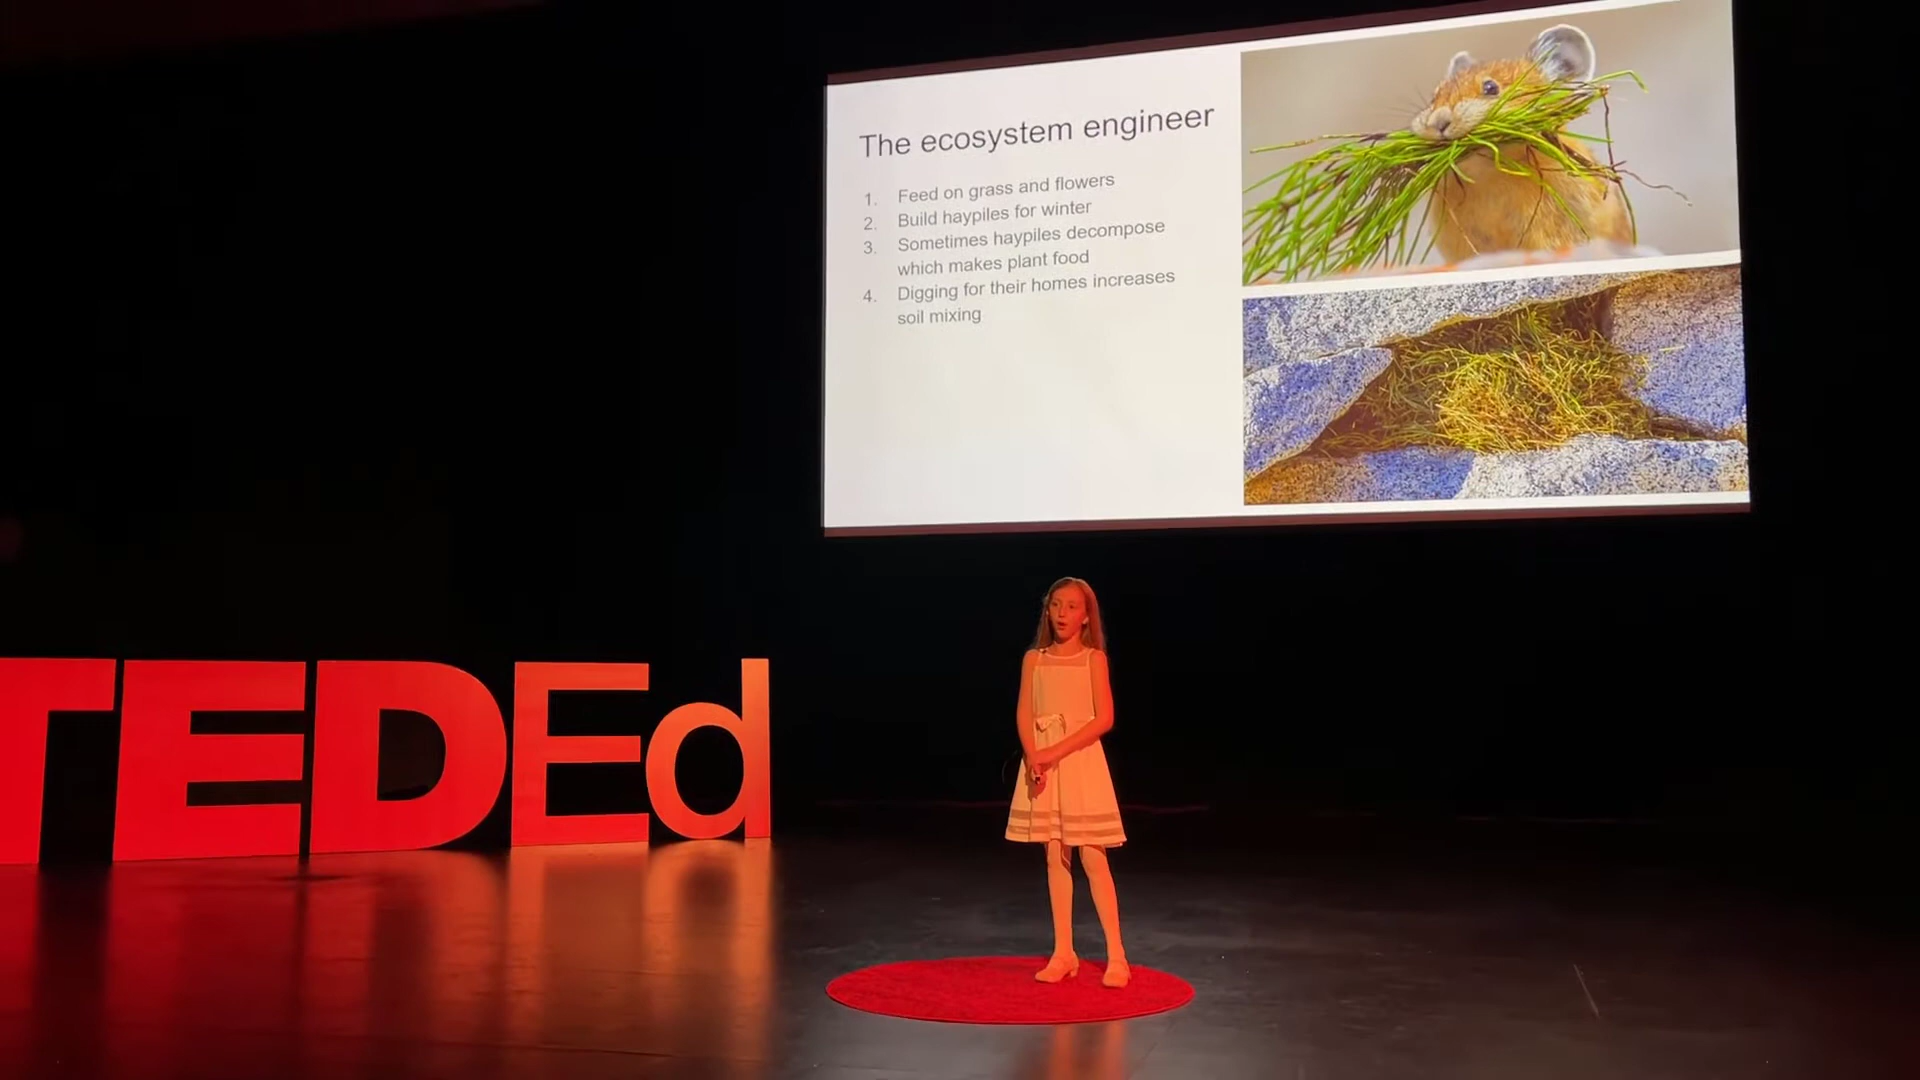 The ecosystem engineer
1. Feed on grass and flowers
2. Build haypiles for winter
3. Sometimes haypiles decompose
which makes plant food
4. Digging for their homes increases
soil mixing
TEDEd